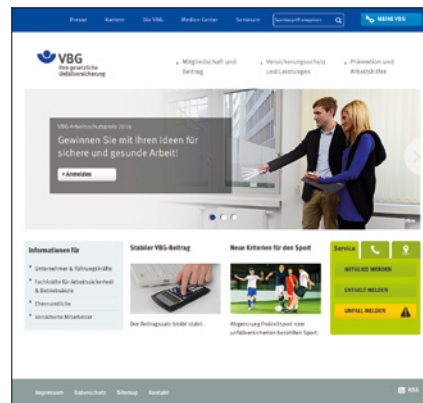 Presse Karriere Die VBG Medien-Center Seminare Suchbegriff eingeben MEINE VBG
VBG
Ihre gesetzliche
Unfallversicherung
Mitgliedschaft und
Beitrag
Versicherungsschutz
und Leistungen
Prävention und
Arbeitshilfen
VBG-Arbeitsschutzpreis 2014
Gewinnen Sie mit Ihren Ideen für
sichere und gesunde Arbeit!
Anmelden
Informationen für
Unternehmer & Führungskräfte
Fachkräfte für Arbeitssicherheit
& Betriebsärzte
Ehrenamtliche
Versicherte Mitarbeiter
Stabiler VBG-Beitrag
Der Beitragssatz bleibt stabil.
Neue Kriterien für den Sport
Abgrenzung Freizeitsport vom
unfallversicherten bezahlten Sport.
Service
MITGLIED WERDEN
ENTGELT MELDEN
UNFALL MELDEN
Impressum Datenschutz Sitemap Kontakt RSS